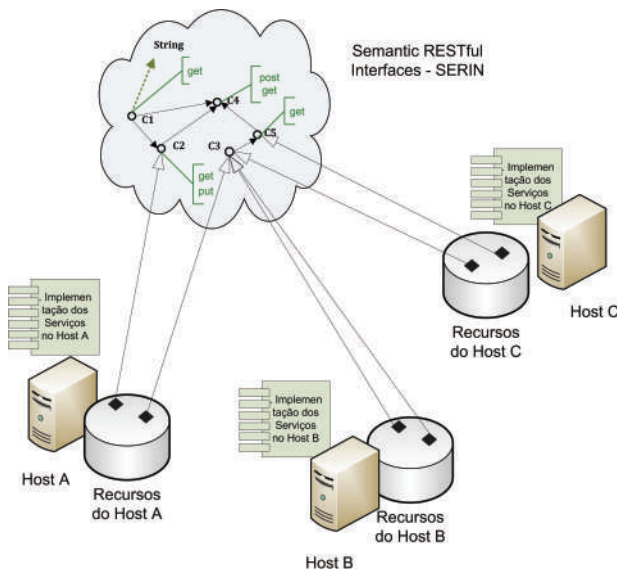 Semantic RESTful
Interfaces - SERIN
String
get
post
get
C4
get
C1
C5
C2
C3
get
put
Implemen
tação dos
Serviços
no Host C
Host C
Recursos
do Host C
Implemen
tação dos
Serviços
no Host A
Host A
Recursos
do Host A
Implemen
tação dos
Serviços
no Host B
Recursos
do Host B
Host B